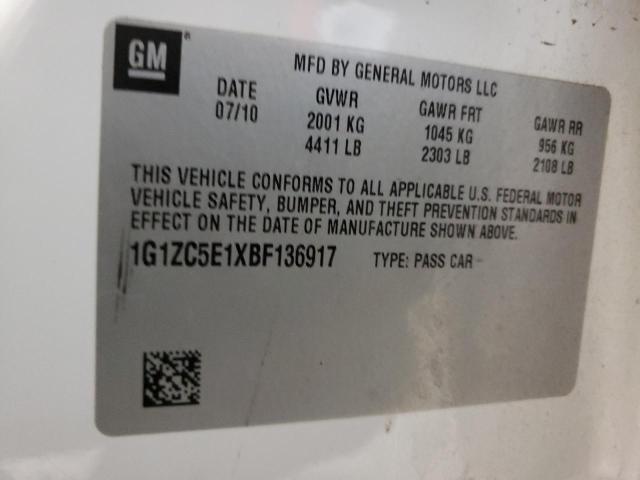 GM®
MFD BY GENERAL MOTORS LLC
DATE GVWR GAWR FRT GAWR RR
07/10 2001 KG 1045 KG 956 KG
4411 LB 2303 LB 2108 LB
THIS VEHICLE CONFORMS TO ALL APPLICABLE U.S. FEDERAL MOTOR
VEHICLE SAFETY, BUMPER, AND THEFT PREVENTION STANDARDS IN
EFFECT ON THE DATE OF MANUFACTURE SHOWN ABOVE.
1G1ZC5E1XBF136917 TYPE: PASS CAR